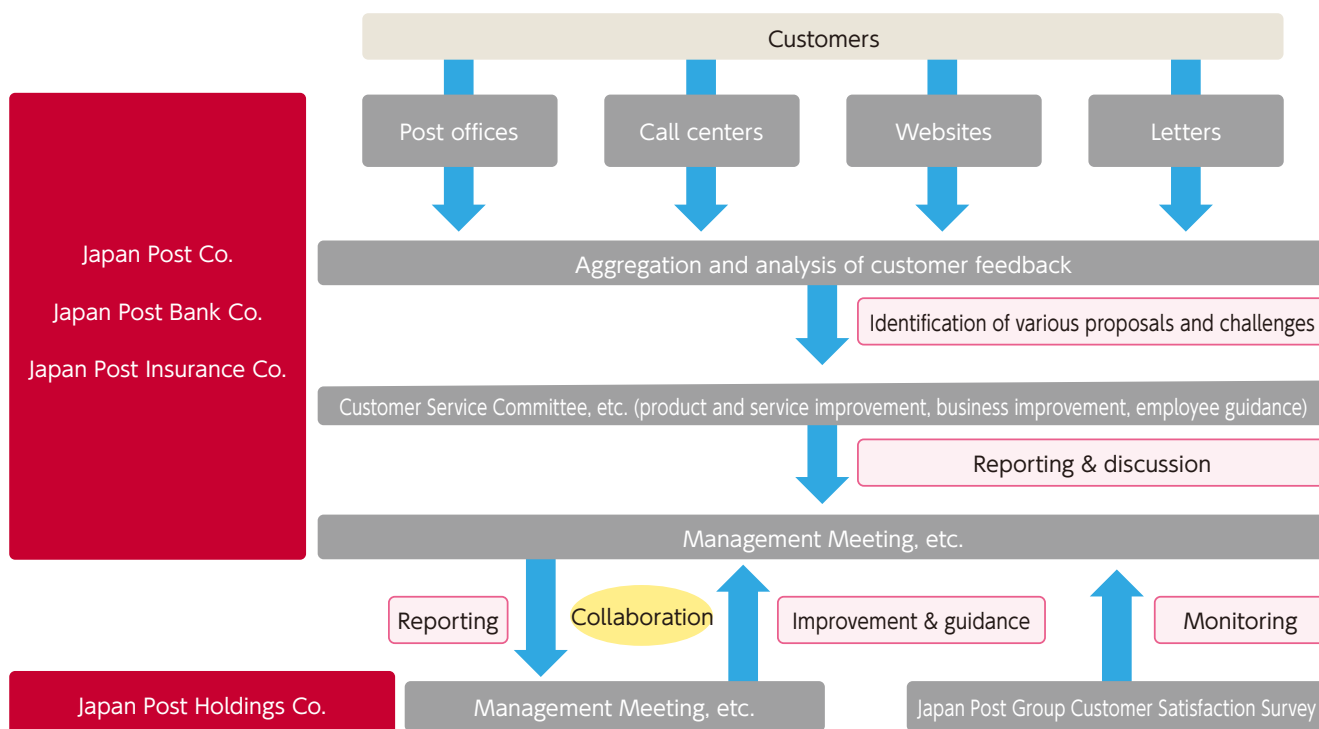 Customers
Post offices
Call centers
Websites
Letters
Japan Post Co.
Japan Post Bank Co.
Japan Post Insurance Co.
Aggregation and analysis of customer feedback
Identification of various proposals and challenges
Customer Service Committee, etc. (product and service improvement, business improvement, employee guidance)
Reporting & discussion
Management Meeting, etc.
Reporting
Collaboration
Improvement & guidance
Monitoring
Japan Post Holdings Co.
Management Meeting, etc.
Japan Post Group Customer Satisfaction Survey